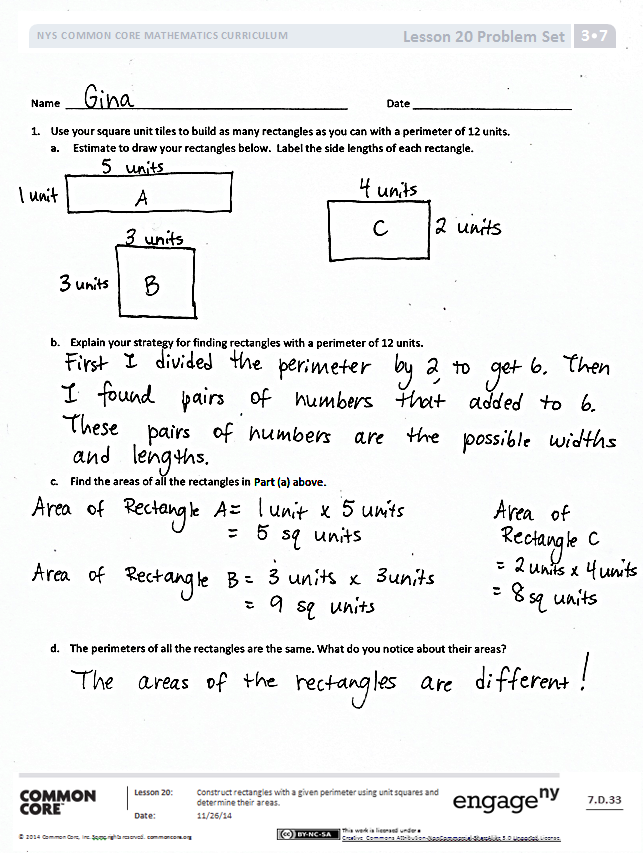 NYS COMMON CORE MATHEMATICS CURRICULUM
Lesson 20 Problem Set
3•7
Name Gina
Date
1. Use your square unit tiles to build as many rectangles as you can with a perimeter of 12 units.
a. Estimate to draw your rectangles below. Label the side lengths of each rectangle.
5 units
1 unit
A
4 units
C
2 units
3 units
3 units
B
b. Explain your strategy for finding rectangles with a perimeter of 12 units.
First I divided the perimeter by 2 to get 6. Then
I found pairs of numbers that added to 6.
These pairs of numbers are the possible widths
and lengths.
c. Find the areas of all the rectangles in Part (a) above.
Area of Rectangle A= 1 unit x 5 units
= 5 sq units
Area of Rectangle B= 3 units x 3units
= 9 sq units
Area of
Rectangle C
= 2 units x 4 units
= 8 sq units
d. The perimeters of all the rectangles are the same. What do you notice about their areas?
The areas of the rectangles are different!
COMMON
CORE™
Lesson 20:
Construct rectangles with a given perimeter using unit squares and
determine their areas.
Date:
11/26/14
engage ny
7.D.33
© 2014 Common Core, Inc. Some rights reserved. commoncore.org
(cc) BY-NC-SA
This work is licensed under a
Creative Commons Attribution-NonCommercial-ShareAlike 3.0 Unported License.